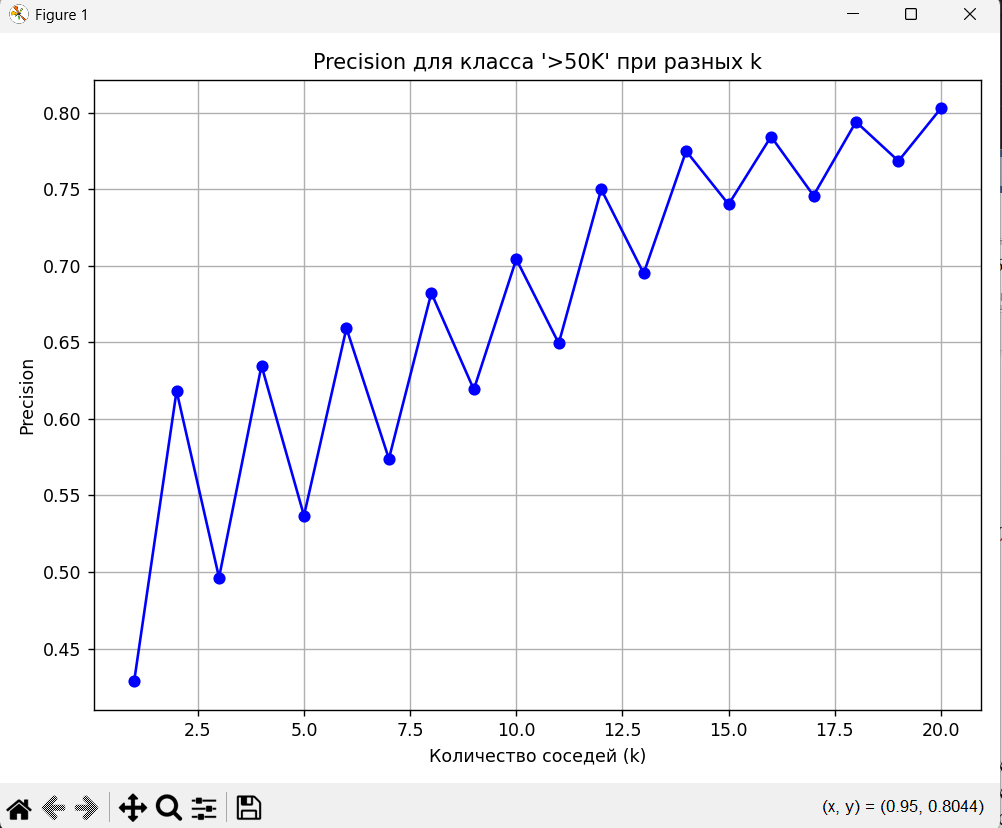 Figure 1
Precision для класса '>50K' при разных k
0.80
0.75
0.70
0.65
0.60
0.55
0.50
0.45
Precision
2.5 5.0 7.5 10.0 12.5 15.0 17.5 20.0
Количество соседей (k)
(x, y) = (0.95, 0.8044)